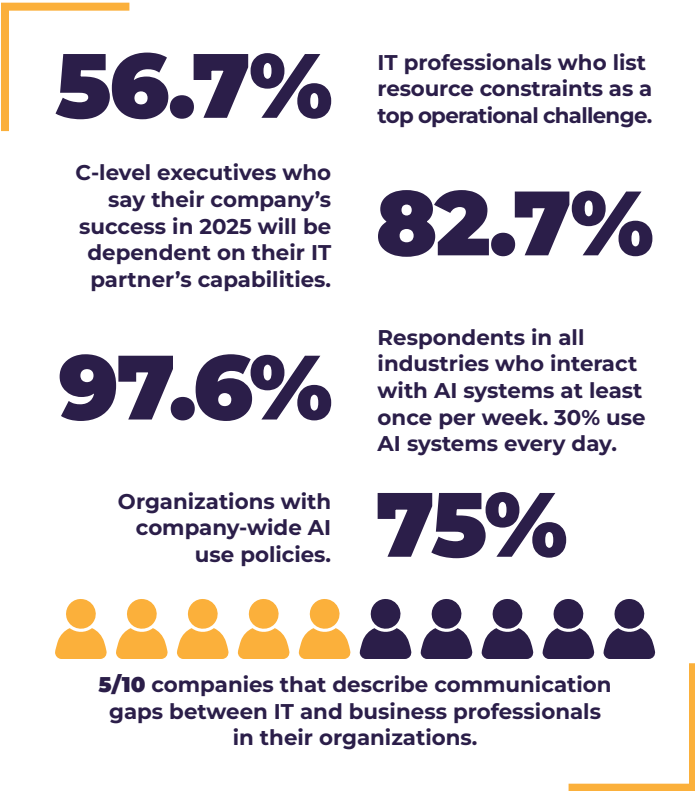 56.7%
IT professionals who list
resource constraints as a
top operational challenge.
C-level executives who
say their company’s
success in 2025 will be
dependent on their IT
partner’s capabilities.
82.7%
97.6%
Respondents in all
industries who interact
with AI systems at least
once per week. 30% use
AI systems every day.
Organizations with
company-wide AI
use policies.
75%
5/10 companies that describe communication
gaps between IT and business professionals
in their organizations.